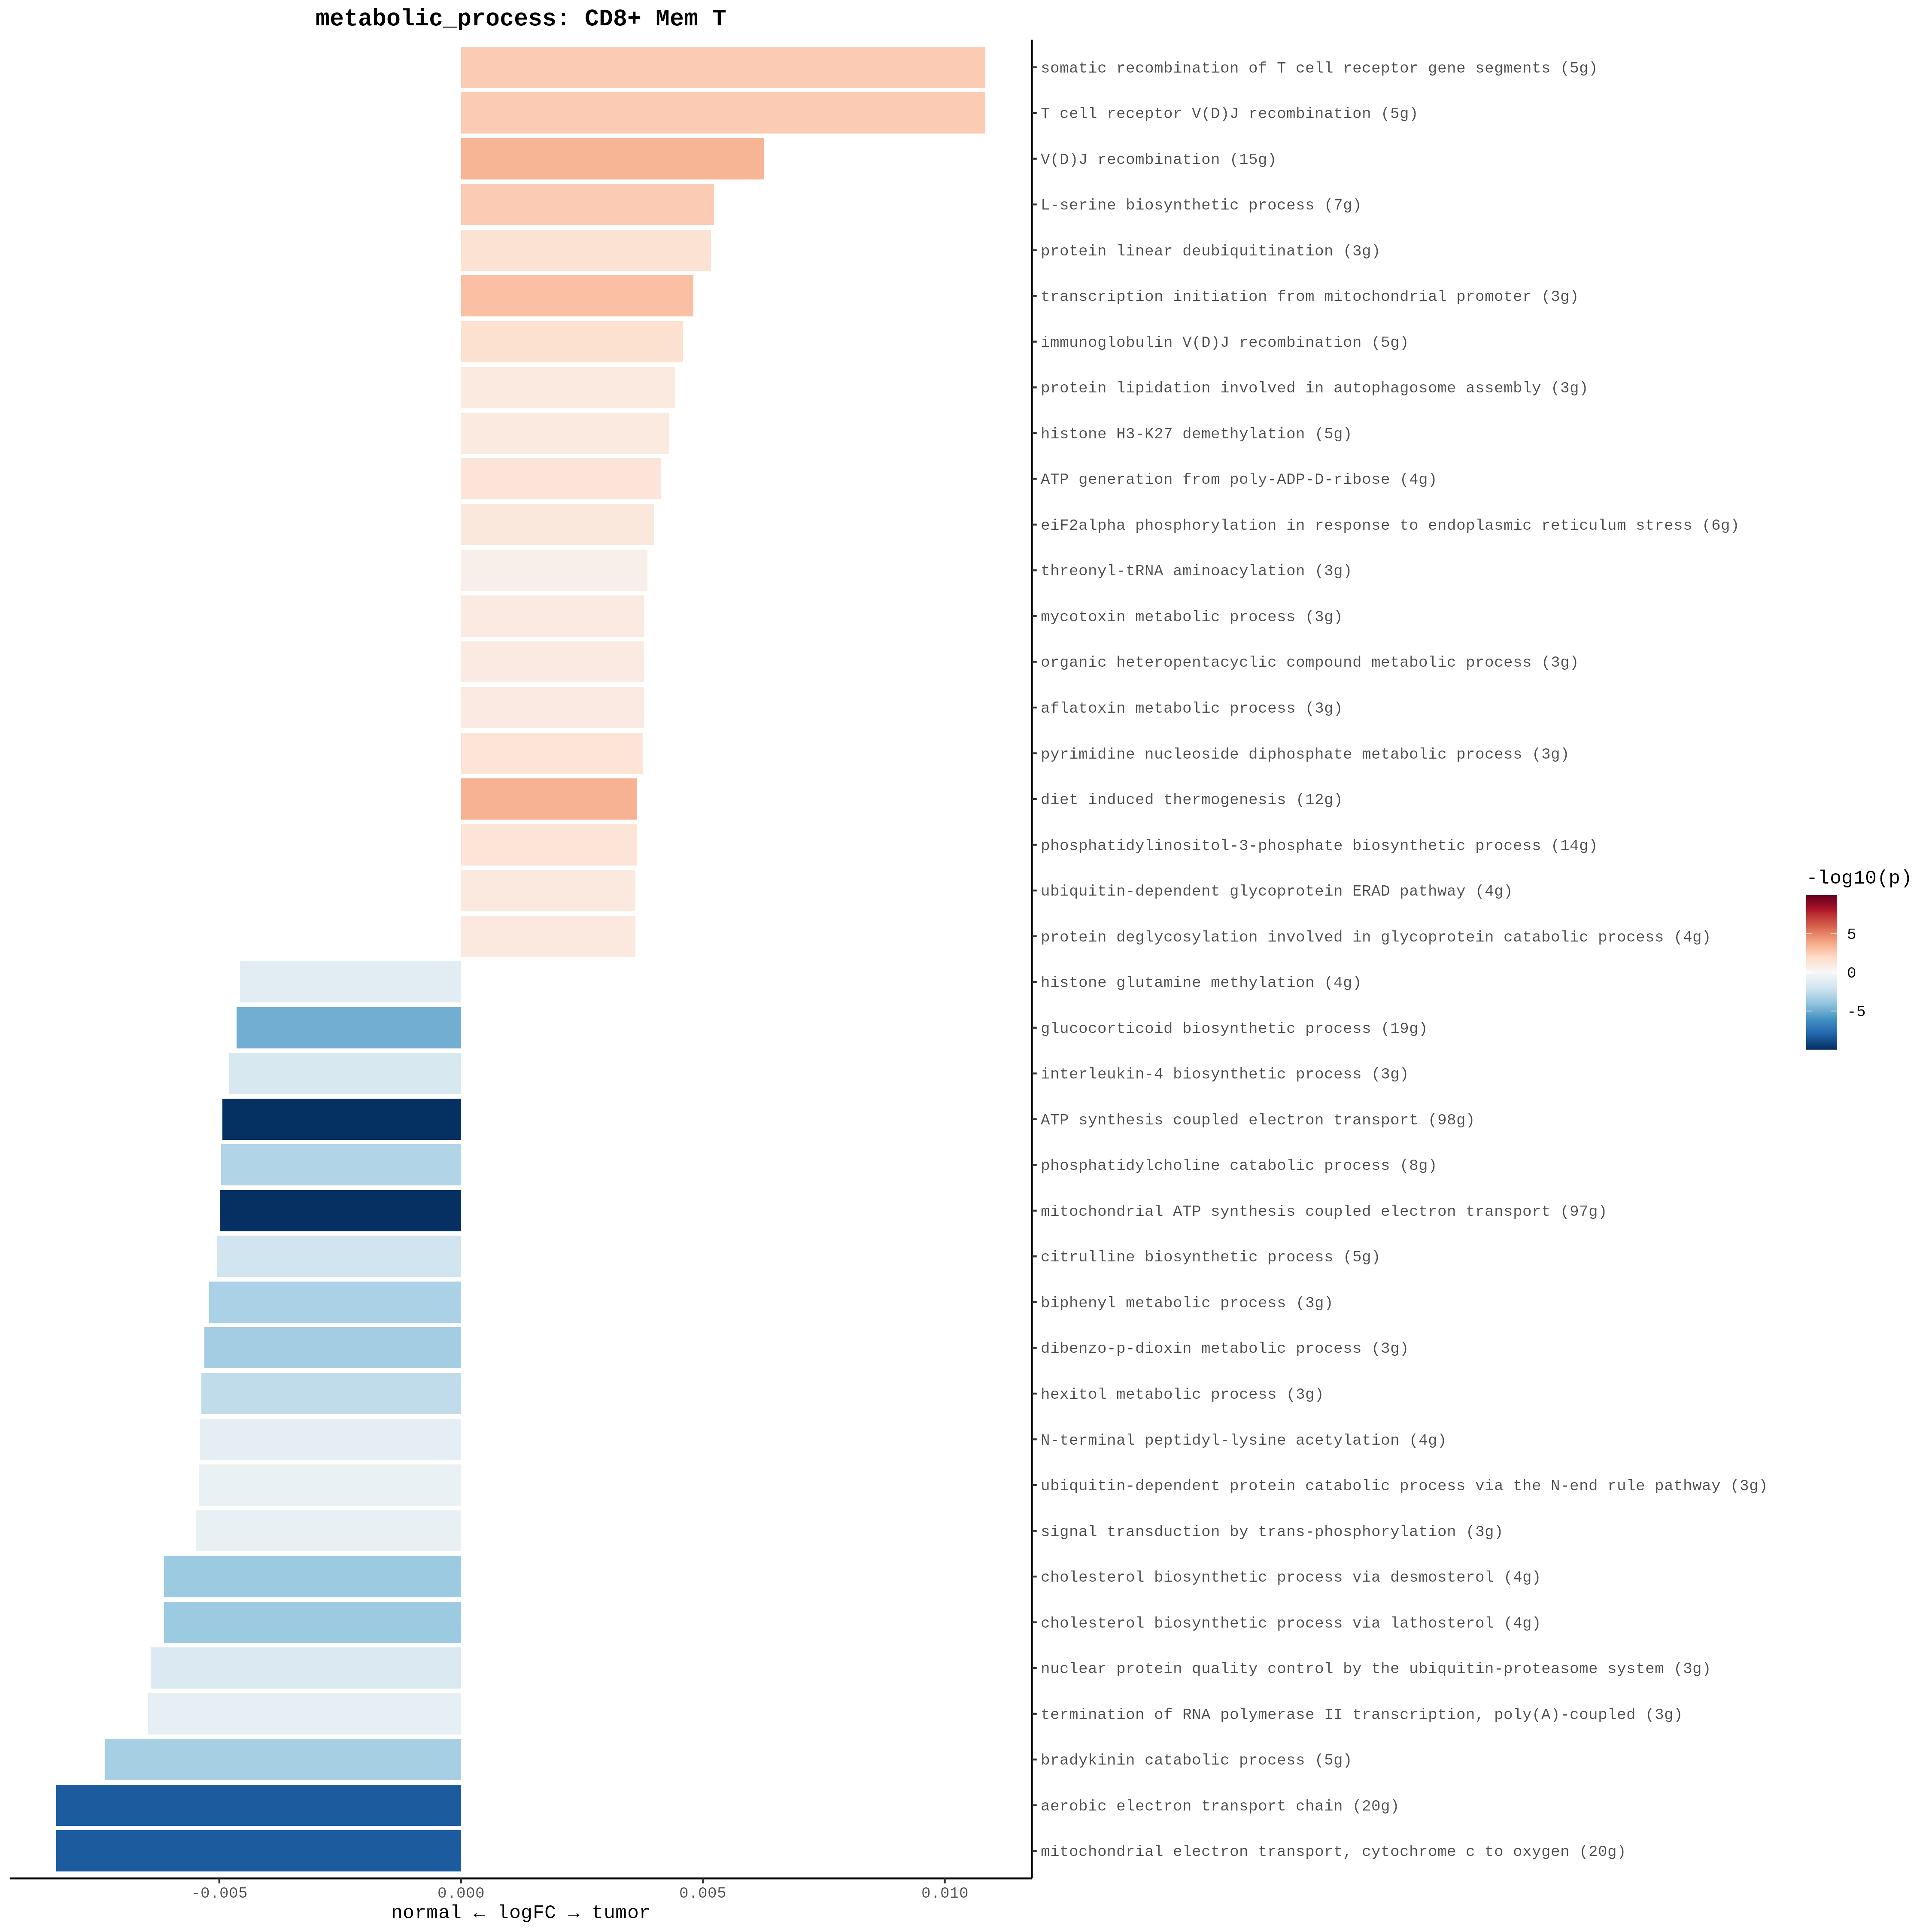 metabolic_process: CD8+ Mem T
somatic recombination of T cell receptor gene segments (5g)
T cell receptor V(D)J recombination (5g)
V(D)J recombination (15g)
L-serine biosynthetic process (7g)
protein linear deubiquitination (3g)
transcription initiation from mitochondrial promoter (3g)
immunoglobulin V(D)J recombination (5g)
protein lipidation involved in autophagosome assembly (3g)
histone H3-K27 demethylation (5g)
ATP generation from poly-ADP-D-ribose (4g)
eiF2alpha phosphorylation in response to endoplasmic reticulum stress (6g)
threonyl-tRNA aminoacylation (3g)
mycotoxin metabolic process (3g)
organic heteropentacyclic compound metabolic process (3g)
aflatoxin metabolic process (3g)
pyrimidine nucleoside diphosphate metabolic process (3g)
diet induced thermogenesis (12g)
phosphatidylinositol-3-phosphate biosynthetic process (14g)
ubiquitin-dependent glycoprotein ERAD pathway (4g)
protein deglycosylation involved in glycoprotein catabolic process (4g)
histone glutamine methylation (4g)
glucocorticoid biosynthetic process (19g)
interleukin-4 biosynthetic process (3g)
ATP synthesis coupled electron transport (98g)
phosphatidylcholine catabolic process (8g)
mitochondrial ATP synthesis coupled electron transport (97g)
citrulline biosynthetic process (5g)
biphenyl metabolic process (3g)
dibenzo-p-dioxin metabolic process (3g)
hexitol metabolic process (3g)
N-terminal peptidyl-lysine acetylation (4g)
ubiquitin-dependent protein catabolic process via the N-end rule pathway (3g)
signal transduction by trans-phosphorylation (3g)
cholesterol biosynthetic process via desmosterol (4g)
cholesterol biosynthetic process via lathosterol (4g)
nuclear protein quality control by the ubiquitin-proteasome system (3g)
termination of RNA polymerase II transcription, poly(A)-coupled (3g)
bradykinin catabolic process (5g)
aerobic electron transport chain (20g)
mitochondrial electron transport, cytochrome c to oxygen (20g)
-0.005 0.000 0.005 0.010
normal ← logFC → tumor
-log10(p)
5
0
-5